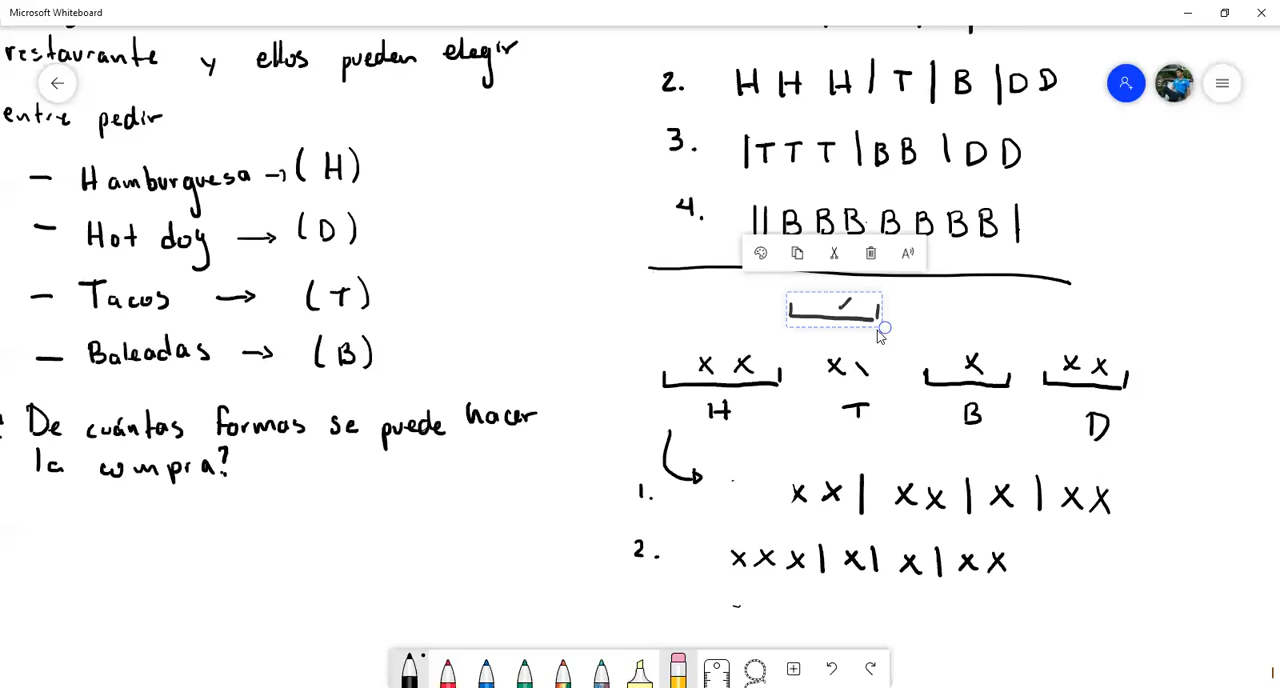 Microsoft Whiteboard
restaurante y ellos pueden elegir
entre pedir
- Hamburguesa → (H)
- Hot dog → (D)
- Tacos → (T)
- Baleadas → (B)
De cuántas formas se puede hacer
la compra?
2. H H H | T | B | D D
3. | T T T | B B | D D
4. || B B B B B B B |
x x x x x x
H T B D
1. x x | x x | x | x x
2. x x x | x | x | x x